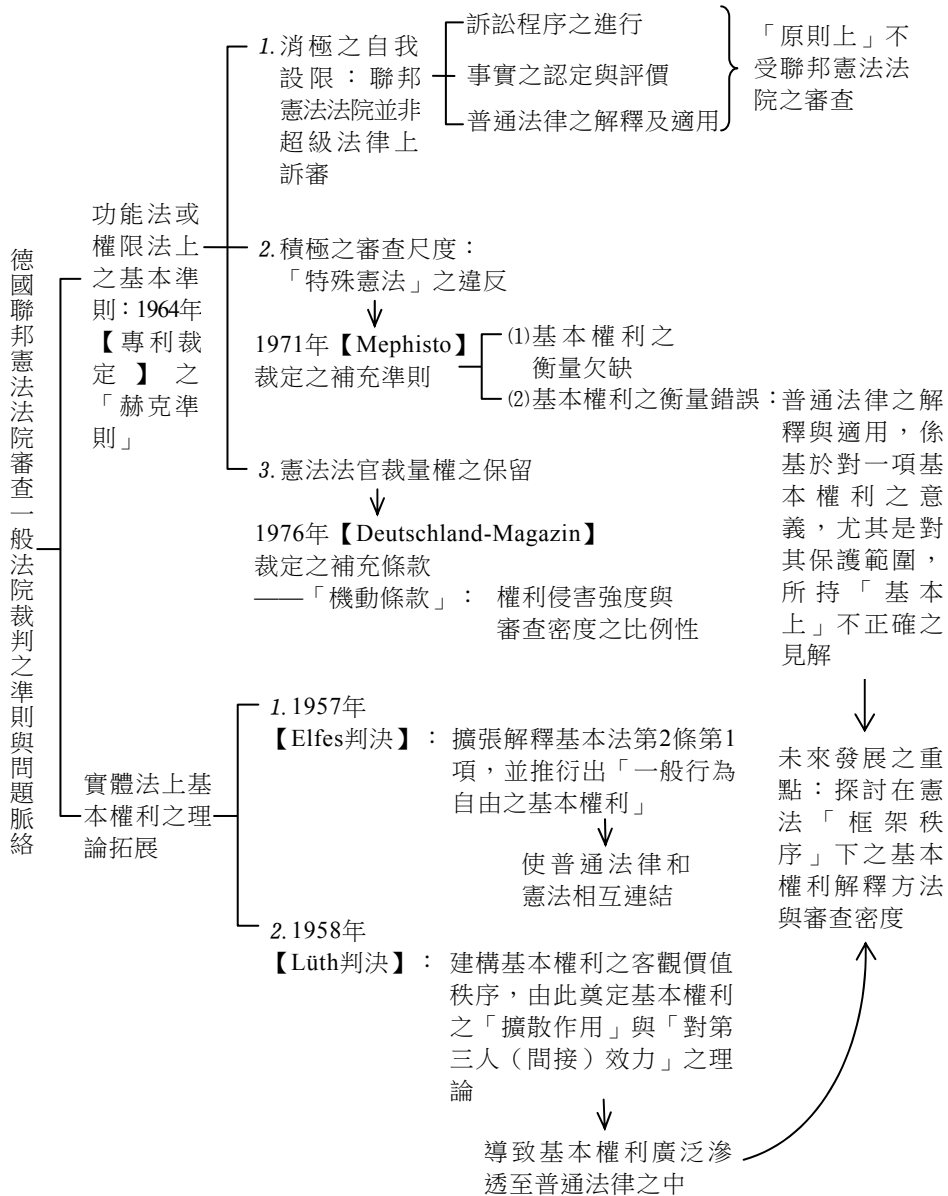 德國聯邦憲法法院審查一般法院裁判之準則與問題脈絡
功能法或
權限法上
之基本準
則：1964年
【專利裁
定】之
「赫克準
則」
1.消極之自我
設限：聯邦
憲法法院並非
超級法律上
訴審
訴訟程序之進行
事實之認定與評價
普通法律之解釋及適用
「原則上」不
受聯邦憲法法
院之審查
2.積極之審查尺度：
「特殊憲法」之違反
1971年【Mephisto】
裁定之補充準則
⑴基本權利之
衡量欠缺
⑵基本權利之衡量錯誤：普通法律之解
釋與適用，係
基於對一項基
本權利之意
義，尤其是對
其保護範圍，
所持「基本
上」不正確之
見解
3.憲法法官裁量權之保留
1976年【Deutschland-Magazin】
裁定之補充條款
——「機動條款」： 權利侵害強度與
審查密度之比例性
實體法上基
本權利之理
論拓展
1.1957年
【Elfes判決】： 擴張解釋基本法第2條第1
項，並推衍出「一般行為
自由之基本權利」
使普通法律和
憲法相互連結
2.1958年
【Lüth判決】： 建構基本權利之客觀價值
秩序，由此奠定基本權利
之「擴散作用」與「對第
三人（間接）效力」之理
論
導致基本權利廣泛滲
透至普通法律之中
未來發展之重
點：探討在憲
法「框架秩
序」下之基本
權利解釋方法
與審查密度